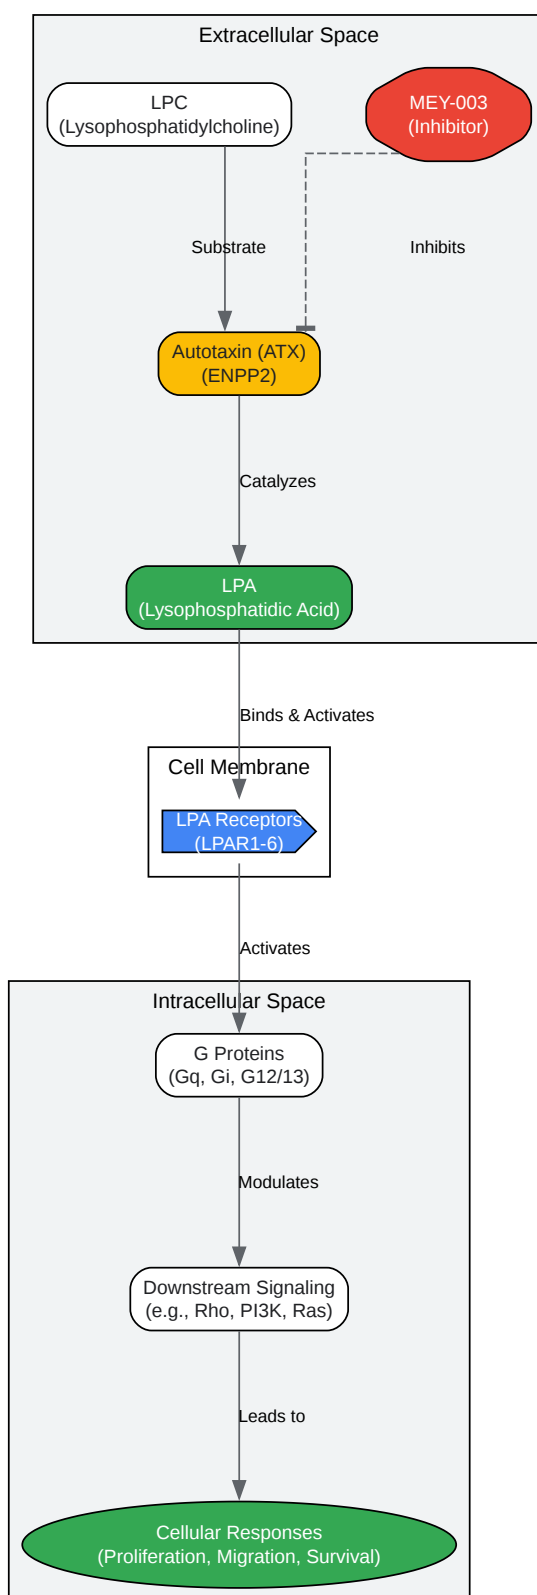 Extracellular Space
LPC
(Lysophosphatidylcholine)
MEY-003
(Inhibitor)
Substrate
Inhibits
Autotaxin (ATX)
(ENPP2)
Catalyzes
LPA
(Lysophosphatidic Acid)
Binds & Activates
Cell Membrane
LPA Receptors
(LPAR1-6)
Activates
Intracellular Space
G Proteins
(Gq, Gi, G12/13)
Modulates
Downstream Signaling
(e.g., Rho, PI3K, Ras)
Leads to
Cellular Responses
(Proliferation, Migration, Survival)